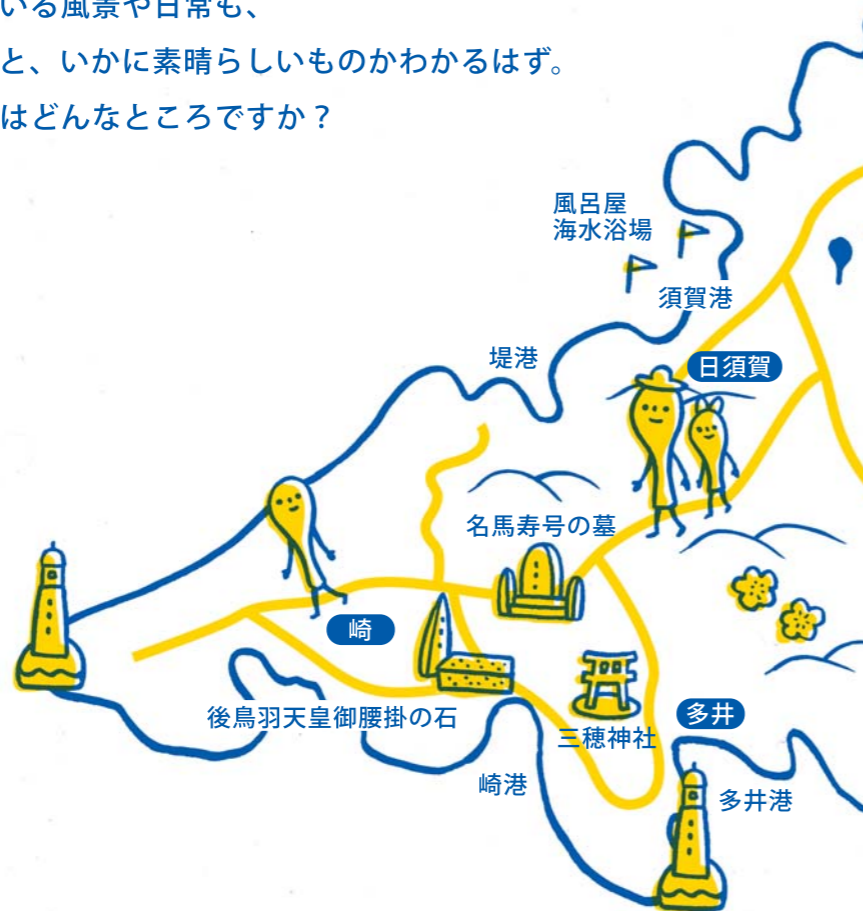 いる風景や日常も、
と、いかに素晴らしいものかわかるはず。
はどんなところですか？
風呂屋
海水浴場
須賀港
堤港
日須賀
名馬寿号の墓
崎
後鳥羽天皇御腰掛の石
三穂神社
多井
崎港
多井港